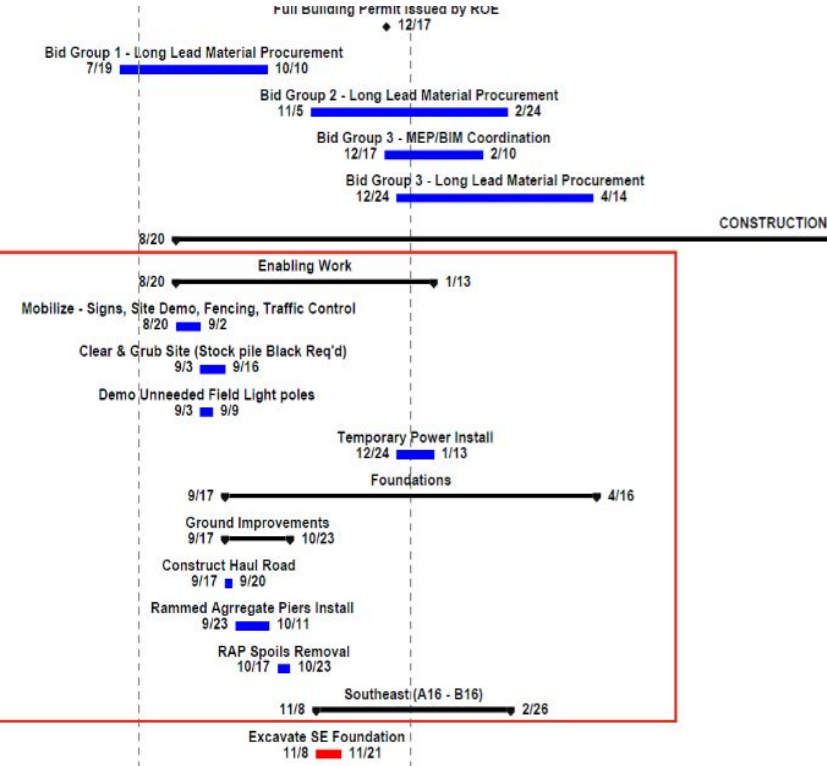 Full Building Permit Issued by ROE
12/17
Bid Group 1 - Long Lead Material Procurement
7/19 10/10
Bid Group 2 - Long Lead Material Procurement
11/5 2/24
Bid Group 3 - MEP/BIM Coordination
12/17 2/10
Bid Group 3 - Long Lead Material Procurement
12/24 4/14
CONSTRUCTION
8/20
Enabling Work
8/20 1/13
Mobilize - Signs, Site Demo, Fencing, Traffic Control
8/20 9/2
Clear & Grub Site (Stock pile Black Req'd)
9/3 9/16
Demo Unneeded Field Light poles
9/3 9/9
Temporary Power Install
12/24 1/13
Foundations
9/17 4/16
Ground Improvements
9/17 10/23
Construct Haul Road
9/17 9/20
Rammed Agrregate Piers Install
9/23 10/11
RAP Spoils Removal
10/17 10/23
Southeast (A16 - B16)
11/8 2/26
Excavate SE Foundation
11/8 11/21